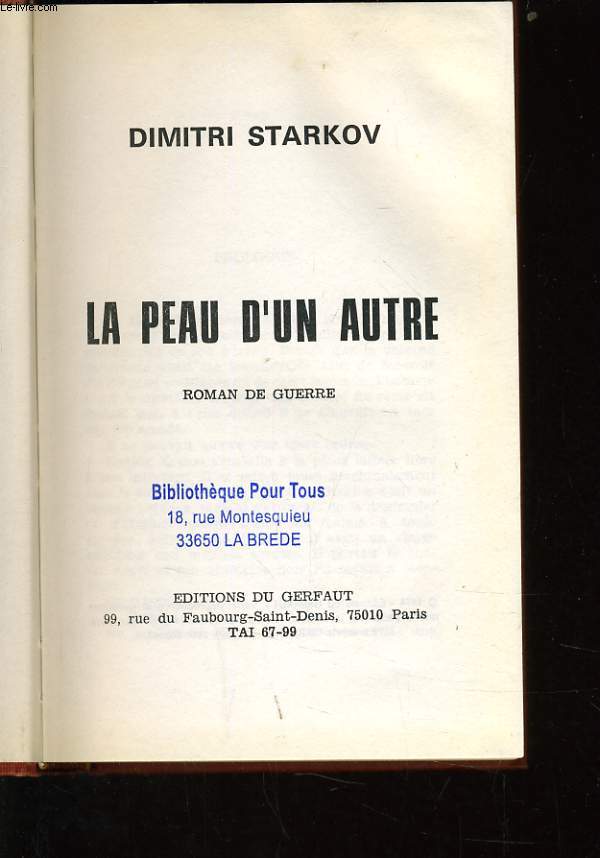 Le-livre.com
DIMITRI STARKOV
LA PEAU D'UN AUTRE
ROMAN DE GUERRE
Bibliothèque Pour Tous
18, rue Montesquieu
33650 LA BREDE
EDITIONS DU GERFAUT
99, rue du Faubourg-Saint-Denis, 75010 Paris
TAI 67-99